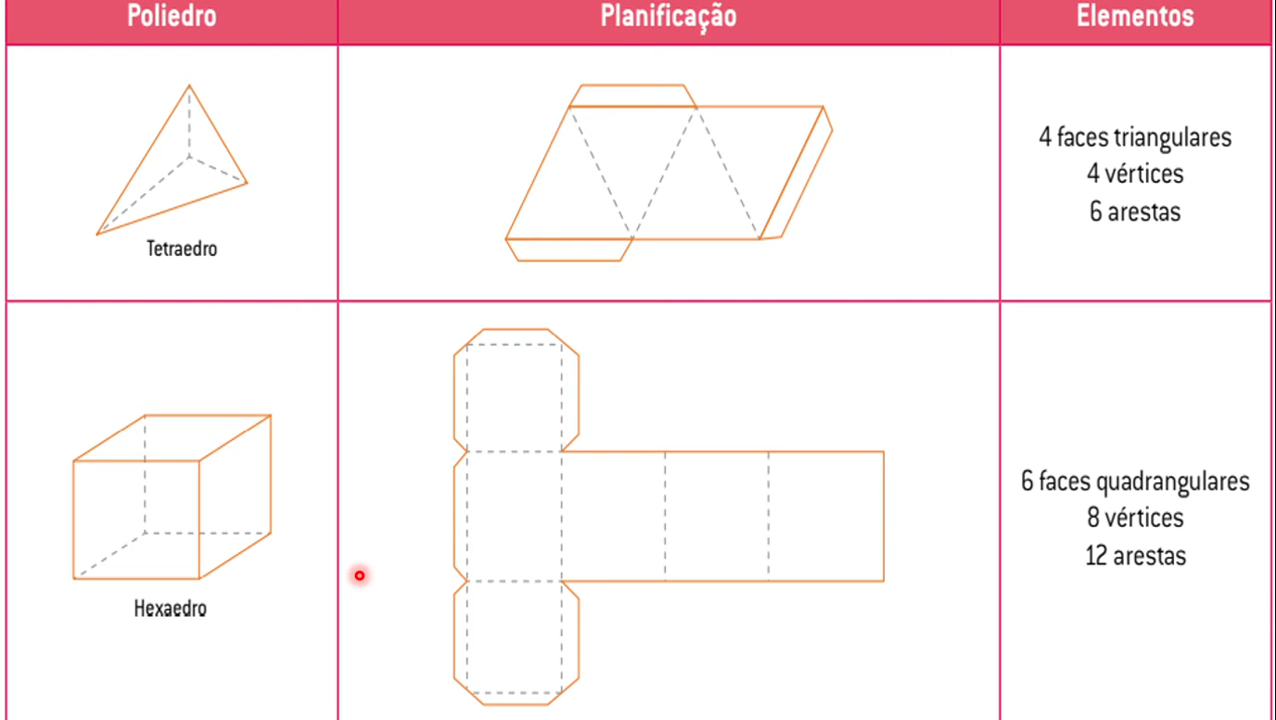 Poliedro
Planificação
Elementos
Tetraedro
4 faces triangulares
4 vértices
6 arestas
Hexaedro
6 faces quadrangulares
8 vértices
12 arestas